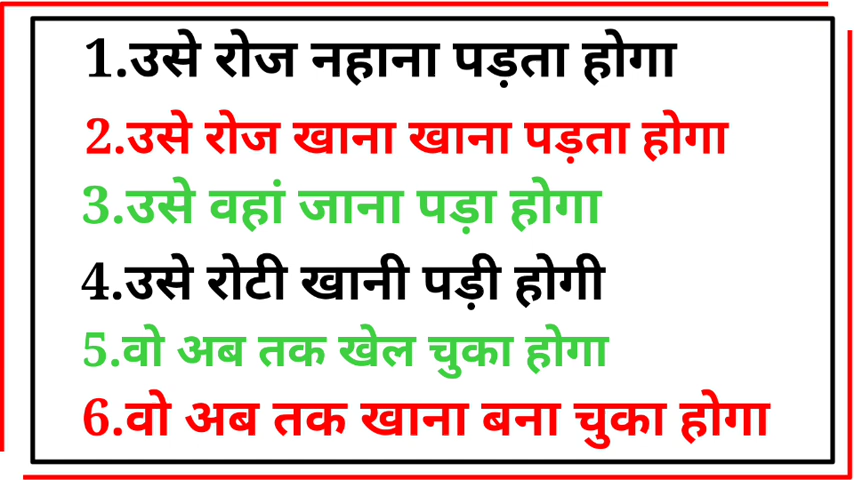 1.उसे रोज नहाना पड़ता होगा
2.उसे रोज खाना खाना पड़ता होगा
3.उसे वहां जाना पड़ा होगा
4.उसे रोटी खानी पड़ी होगी
5.वो अब तक खेल चुका होगा
6.वो अब तक खाना बना चुका होगा